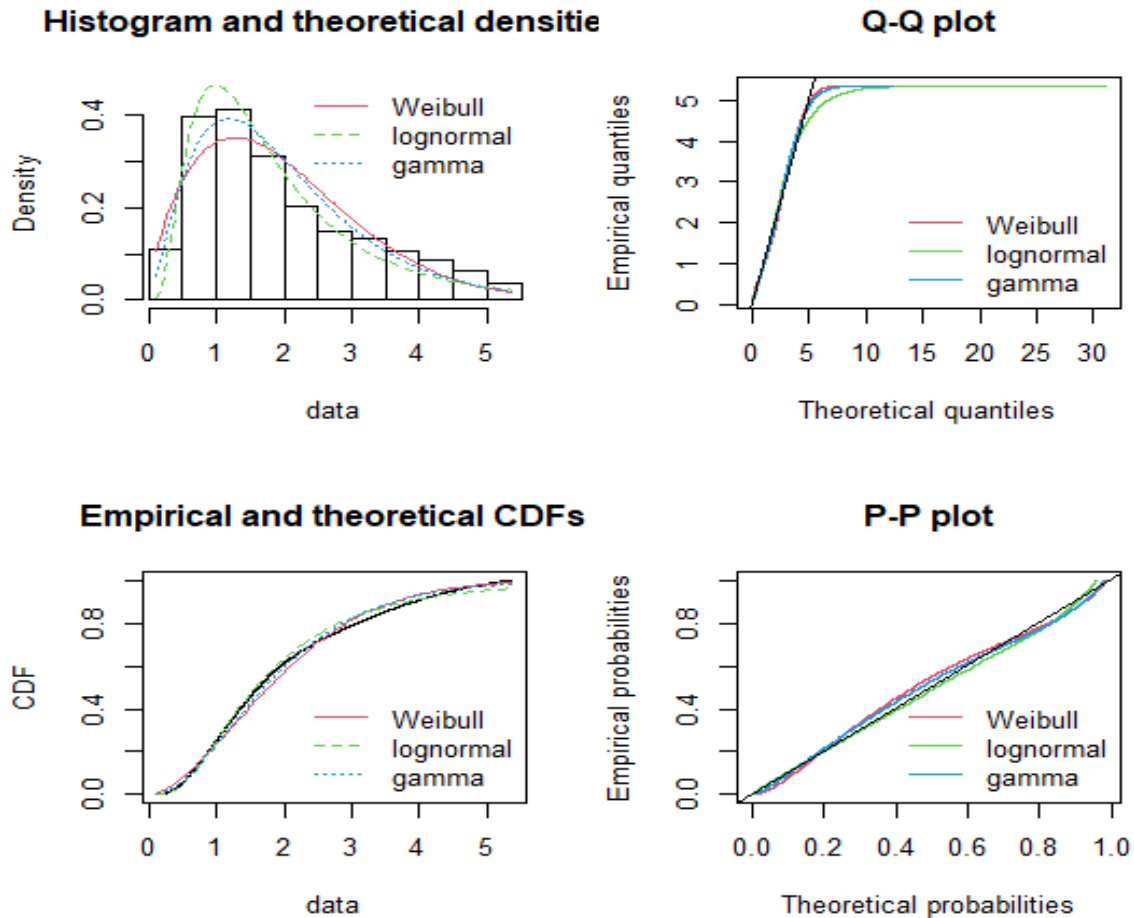 Histogram and theoretical densitie
Density
0.0
0.2
0.4
Weibull
lognormal
gamma
0 1 2 3 4 5
data
Q-Q plot
Empirical quantiles
0 1 2 3 4 5
Weibull
lognormal
gamma
0 5 10 15 20 25 30
Theoretical quantiles
Empirical and theoretical CDFs
CDF
0.0 0.4 0.8
Weibull
lognormal
gamma
0 1 2 3 4 5
data
P-P plot
Empirical probabilities
0.0 0.4 0.8
Weibull
lognormal
gamma
0.0 0.2 0.4 0.6 0.8 1.0
Theoretical probabilities